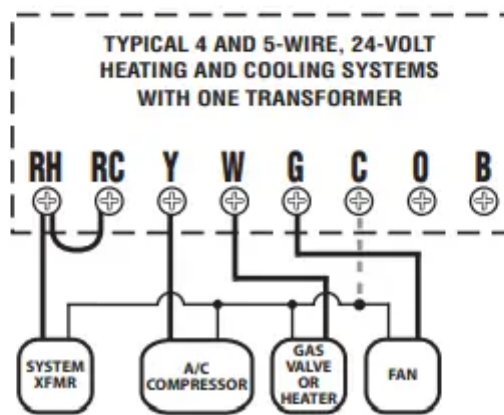 TYPICAL 4 AND 5-WIRE, 24-VOLT
HEATING AND COOLING SYSTEMS
WITH ONE TRANSFORMER
RH RC Y W G C O B
SYSTEM
XFMR
A/C
COMPRESSOR
GAS
VALVE
OR
HEATER
FAN